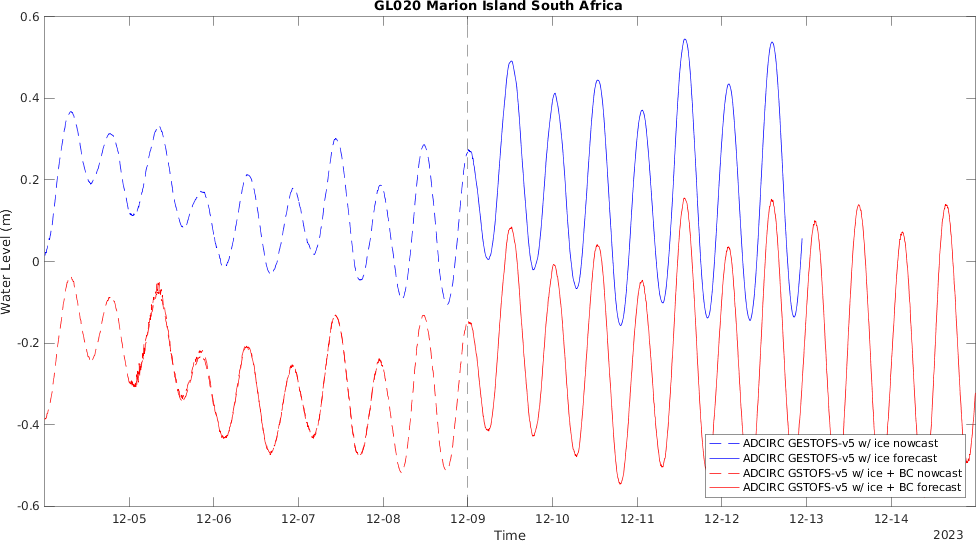 GL020 Marion Island South Africa
0.6
0.4
0.2
0
-0.2
-0.4
-0.6
Water Level (m)
12-05 12-06 12-07 12-08 12-09 12-10 12-11 12-12 12-13 12-14
Time
2023
ADCIRC GESTOFS-v5 w/ ice nowcast
ADCIRC GESTOFS-v5 w/ ice forecast
ADCIRC GSTOFS-v5 w/ ice + BC nowcast
ADCIRC GSTOFS-v5 w/ ice + BC forecast